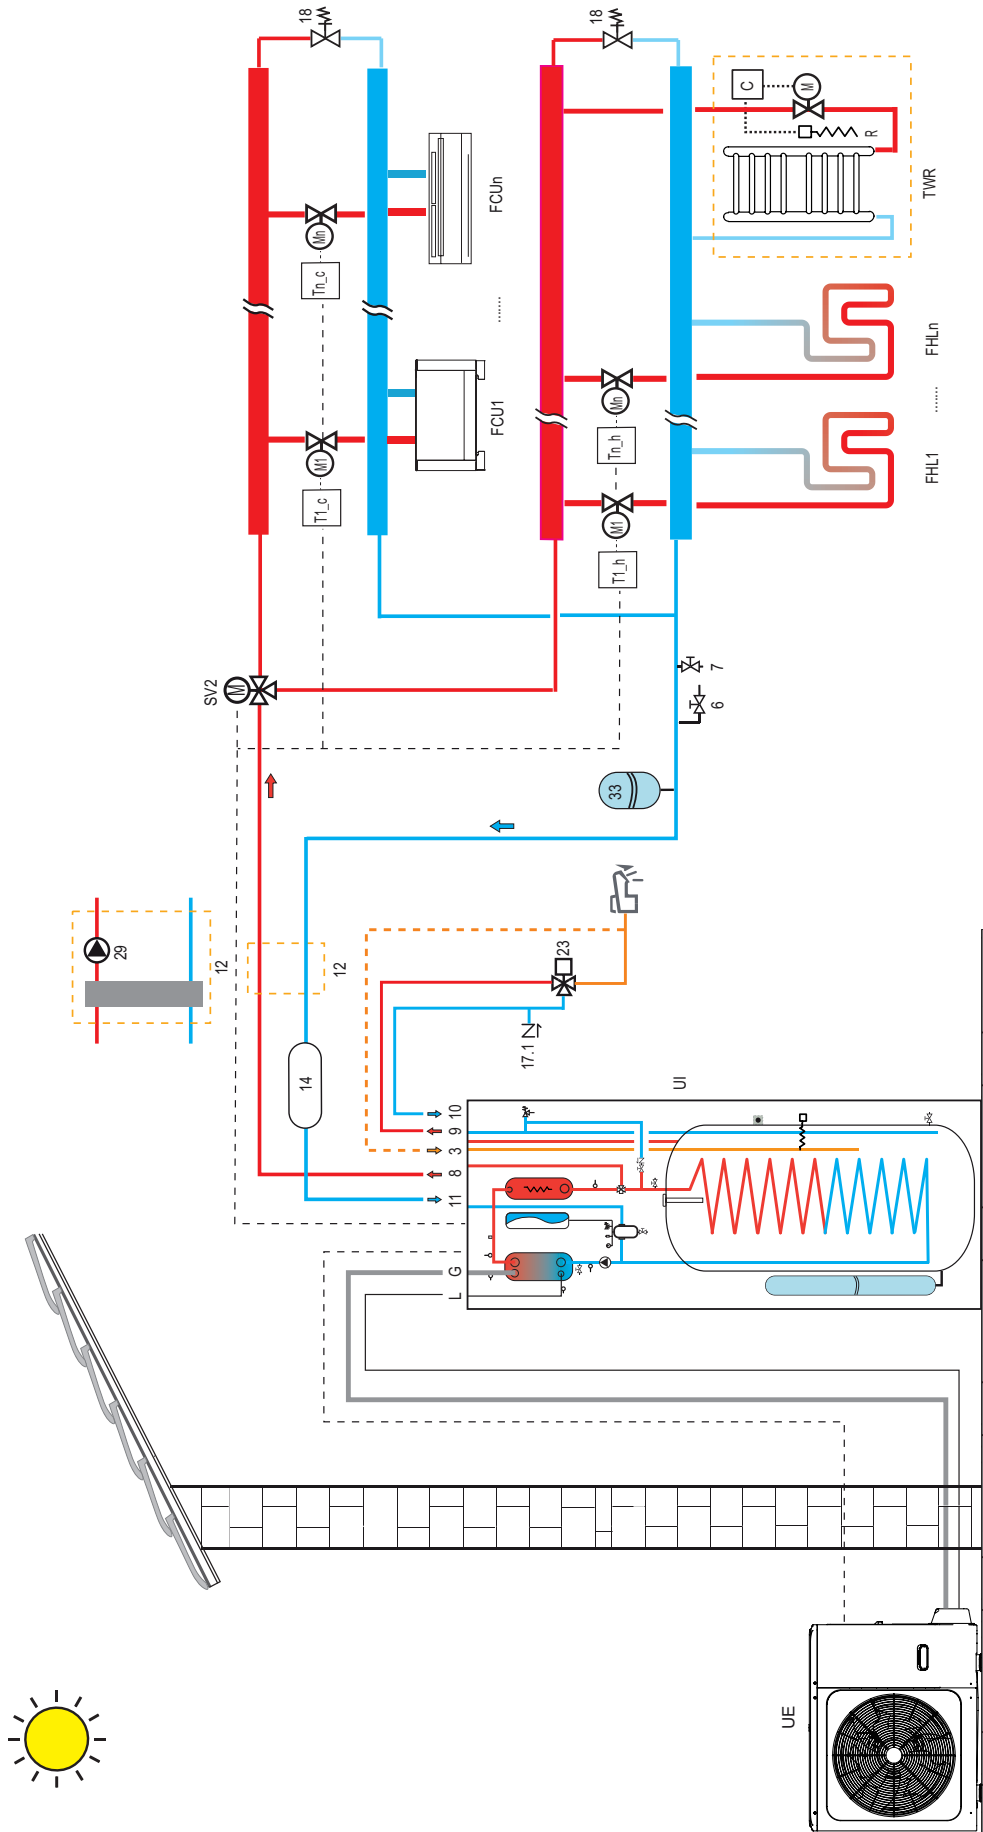 18
18
C
M
R
TWR
Mn
Tn_c
FCUn
........
M1
T1_c
FCU1
Mn
Tn_h
M1
T1_h
FHLn
.......
FHL1
SV2
M
7
6
33
29
12
12
14
23
17.1
10
9
3
8
11
G
L
UI
UE